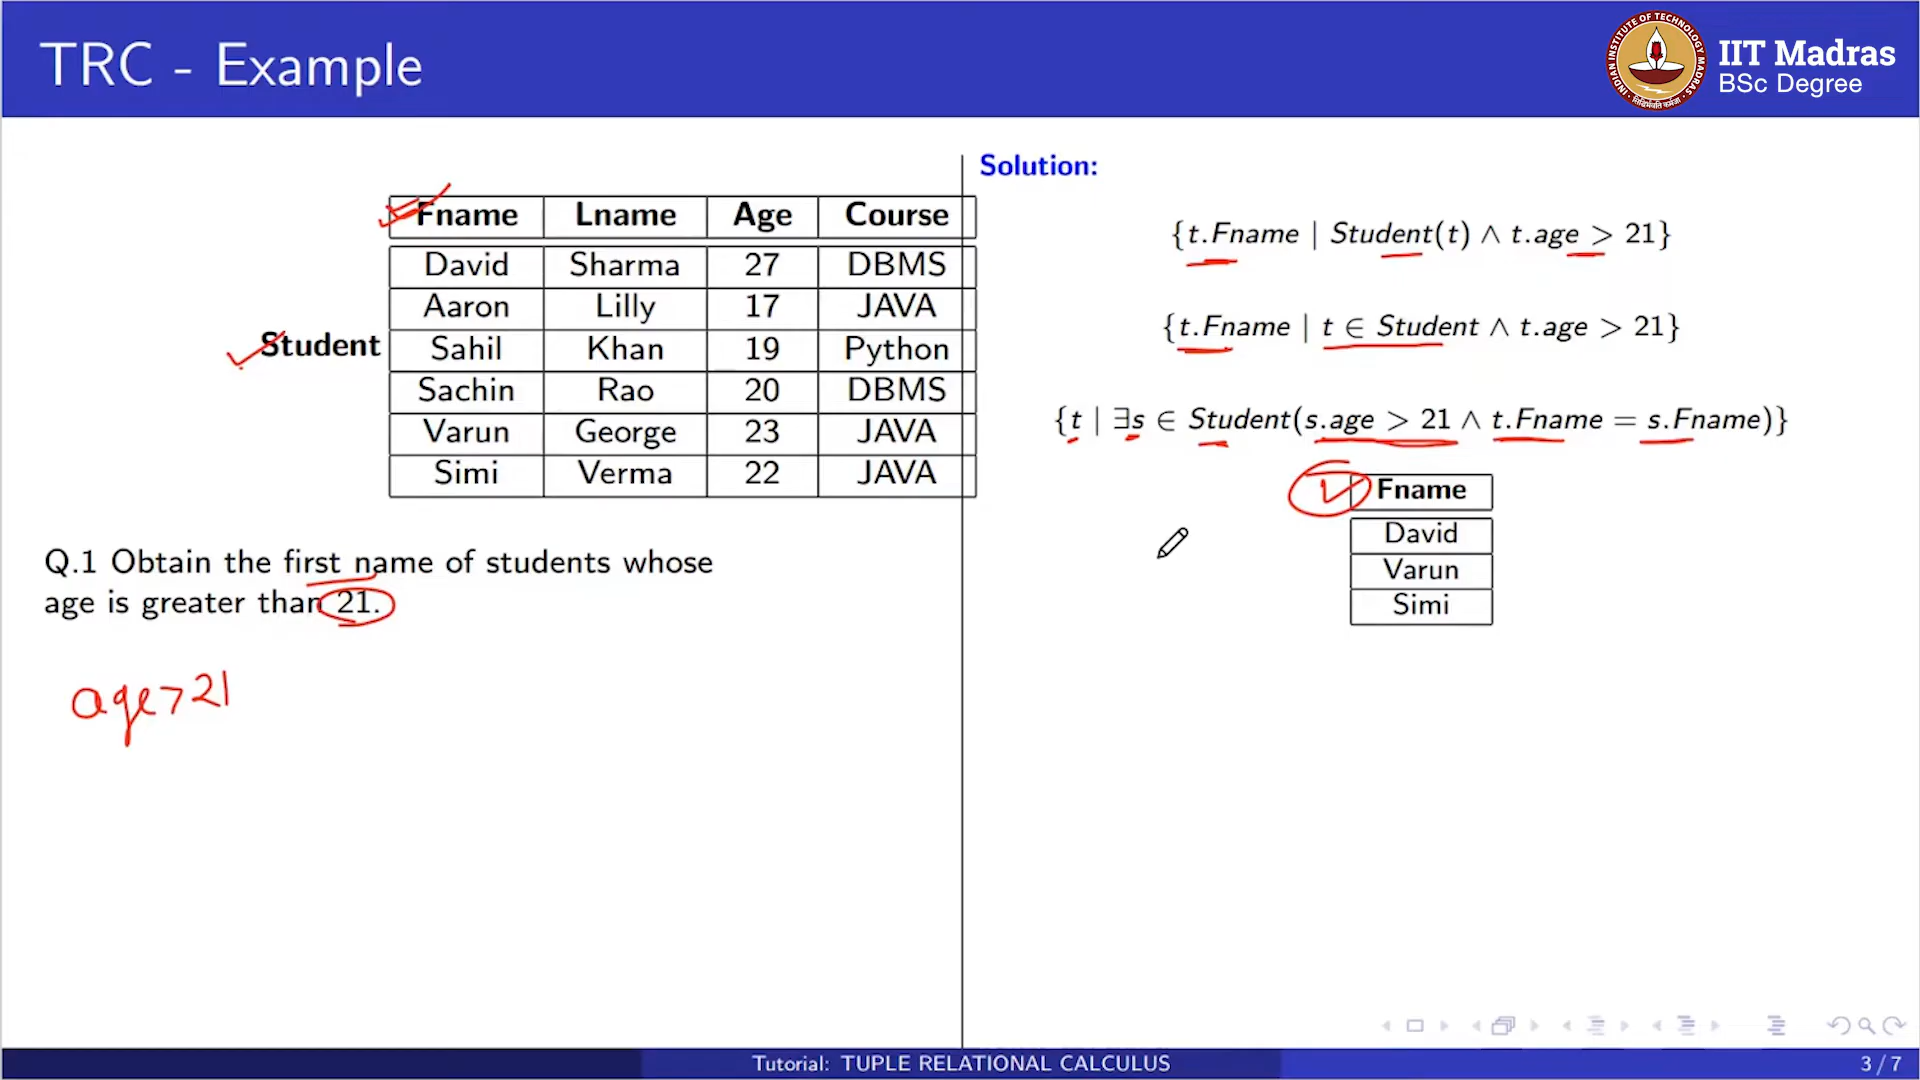 TRC - Example
IIT Madras
BSc Degree
Fname Lname Age Course
David Sharma 27 DBMS
Aaron Lilly 17 JAVA
Student Sahil Khan 19 Python
Sachin Rao 20 DBMS
Varun George 23 JAVA
Simi Verma 22 JAVA
Q.1 Obtain the first name of students whose
age is greater than 21.
age>21
Solution:
{t.Fname | Student(t) ∧ t.age > 21}
{t.Fname | t ∈ Student ∧ t.age > 21}
{t | ∃s ∈ Student(s.age > 21 ∧ t.Fname = s.Fname)}
Fname
David
Varun
Simi
Tutorial: TUPLE RELATIONAL CALCULUS
3 / 7